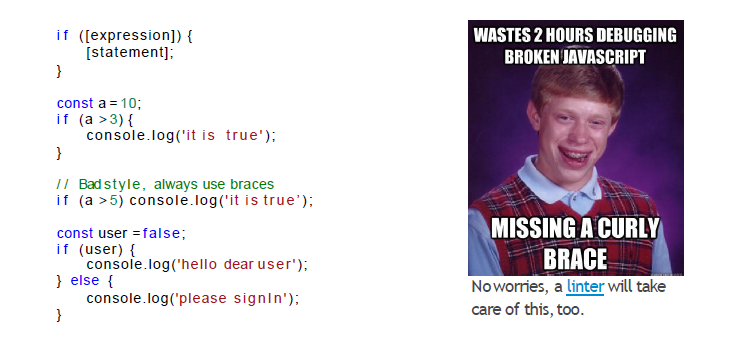 if ([expression]) {
[statement];
}
const a = 10;
if (a >3) {
console.log('it is true');
}
// Bad style, always use braces
if (a >5) console.log('it is true’);
const user = false;
if (user) {
console.log('hello dear user');
} else {
console.log('please signIn');
}
WASTES 2 HOURS DEBUGGING
BROKEN JAVASCRIPT
MISSING A CURLY
BRACE
No worries, a linter will take
care of this, too.